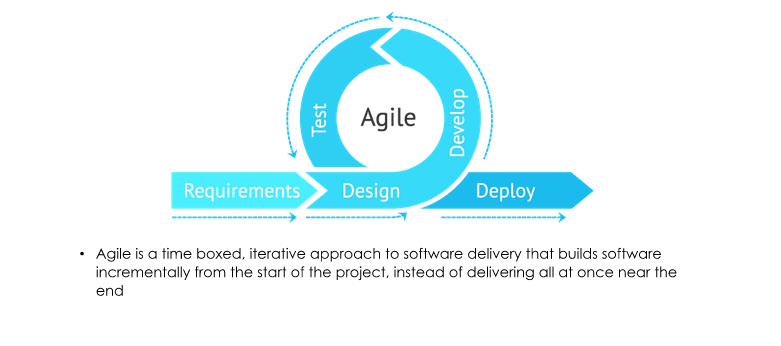 Test
Agile
Develop
Requirements
Design
Deploy
• Agile is a time boxed, iterative approach to software delivery that builds software
incrementally from the start of the project, instead of delivering all at once near the
end